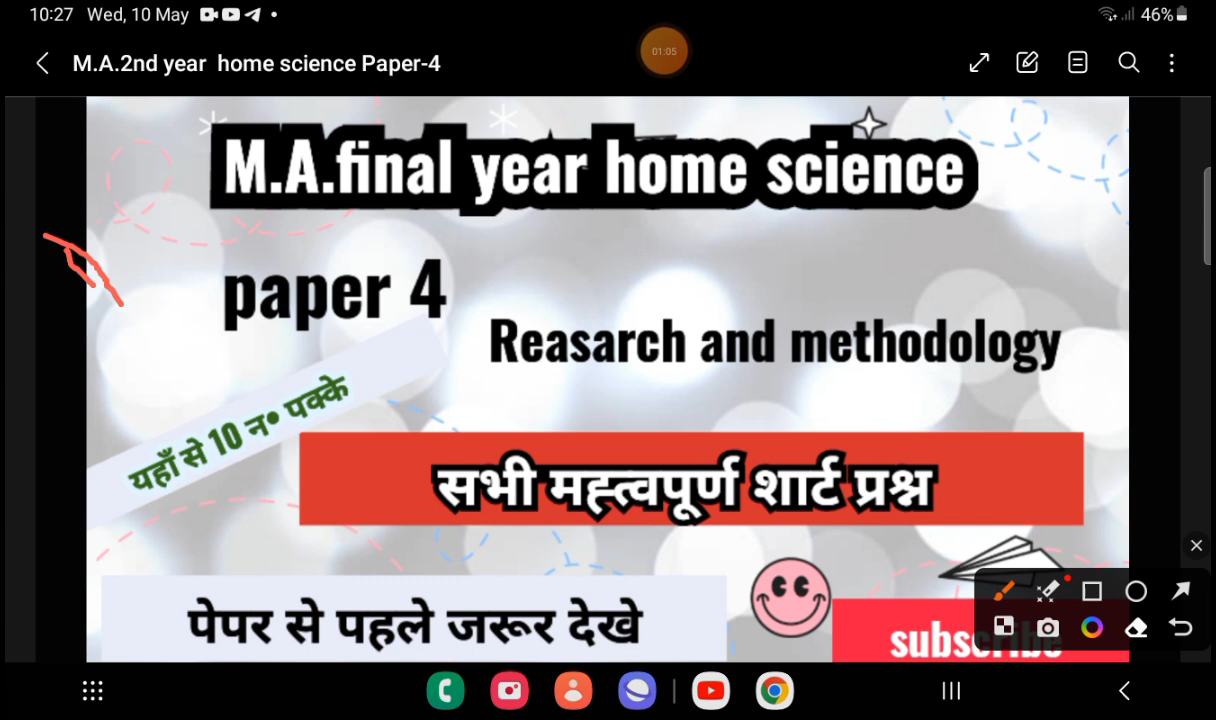 10:27 Wed, 10 May 46%
01:05
M.A.2nd year home science Paper-4
M.A.final year home science
paper 4
Reasarch and methodology
यहाँ से 10 न• पक्के
सभी महत्वपूर्ण शार्ट प्रश्न
पेपर से पहले जरूर देखे
subscribe